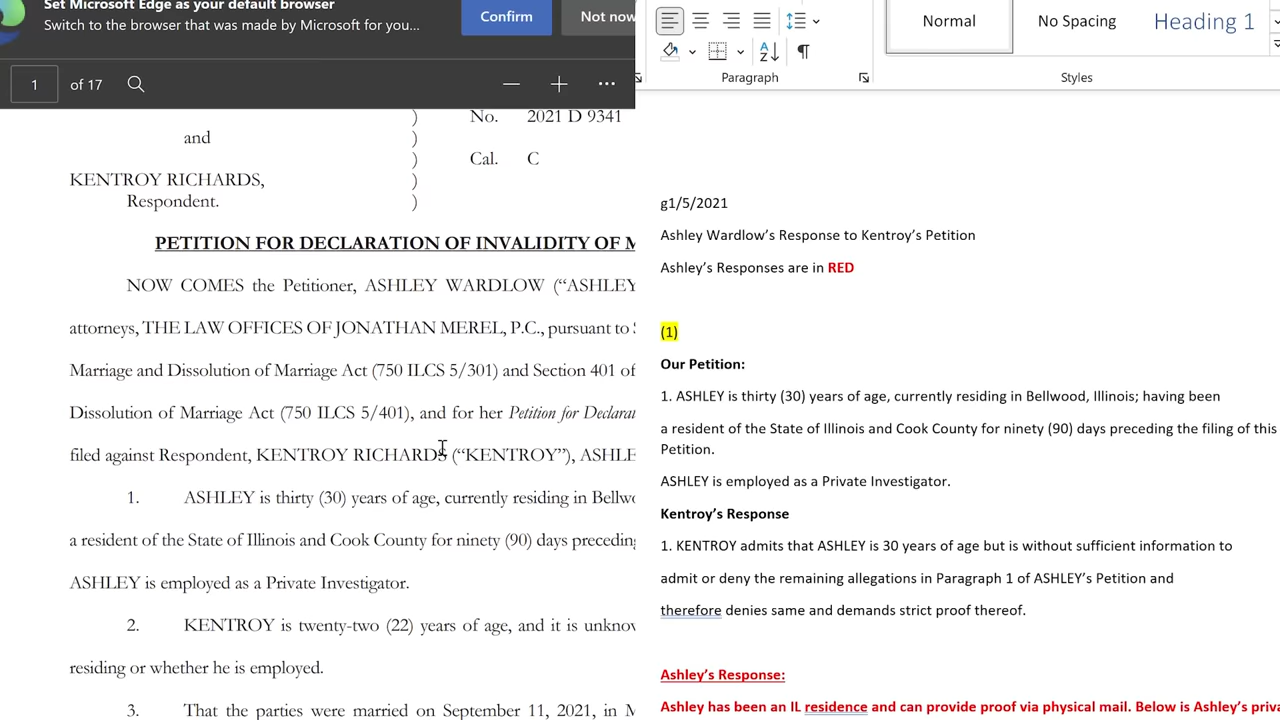 Set Microsoft Edge as your default browser
Switch to the browser that was made by Microsoft for you...
Confirm
Not now
1 of 17
) No. 2021 D 9341
and )
) Cal. C
KENTROY RICHARDS, )
Respondent. )
PETITION FOR DECLARATION OF INVALIDITY OF M
NOW COMES the Petitioner, ASHLEY WARDLOW (“ASHLEY
attorneys, THE LAW OFFICES OF JONATHAN MEREL, P.C., pursuant to S
Marriage and Dissolution of Marriage Act (750 ILCS 5/301) and Section 401 of
Dissolution of Marriage Act (750 ILCS 5/401), and for her Petition for Declara
filed against Respondent, KENTROY RICHARDS (“KENTROY”), ASHLE
1. ASHLEY is thirty (30) years of age, currently residing in Bellwo
a resident of the State of Illinois and Cook County for ninety (90) days preceding
ASHLEY is employed as a Private Investigator.
2. KENTROY is twenty-two (22) years of age, and it is unknow
residing or whether he is employed.
3. That the parties were married on September 11, 2021, in M
Normal
No Spacing
Heading 1
Paragraph
Styles
g1/5/2021
Ashley Wardlow’s Response to Kentroy’s Petition
Ashley’s Responses are in RED
(1)
Our Petition:
1. ASHLEY is thirty (30) years of age, currently residing in Bellwood, Illinois; having been
a resident of the State of Illinois and Cook County for ninety (90) days preceding the filing of this
Petition.
ASHLEY is employed as a Private Investigator.
Kentroy’s Response
1. KENTROY admits that ASHLEY is 30 years of age but is without sufficient information to
admit or deny the remaining allegations in Paragraph 1 of ASHLEY’s Petition and
therefore denies same and demands strict proof thereof.
Ashley’s Response:
Ashley has been an IL residence and can provide proof via physical mail. Below is Ashley’s priva